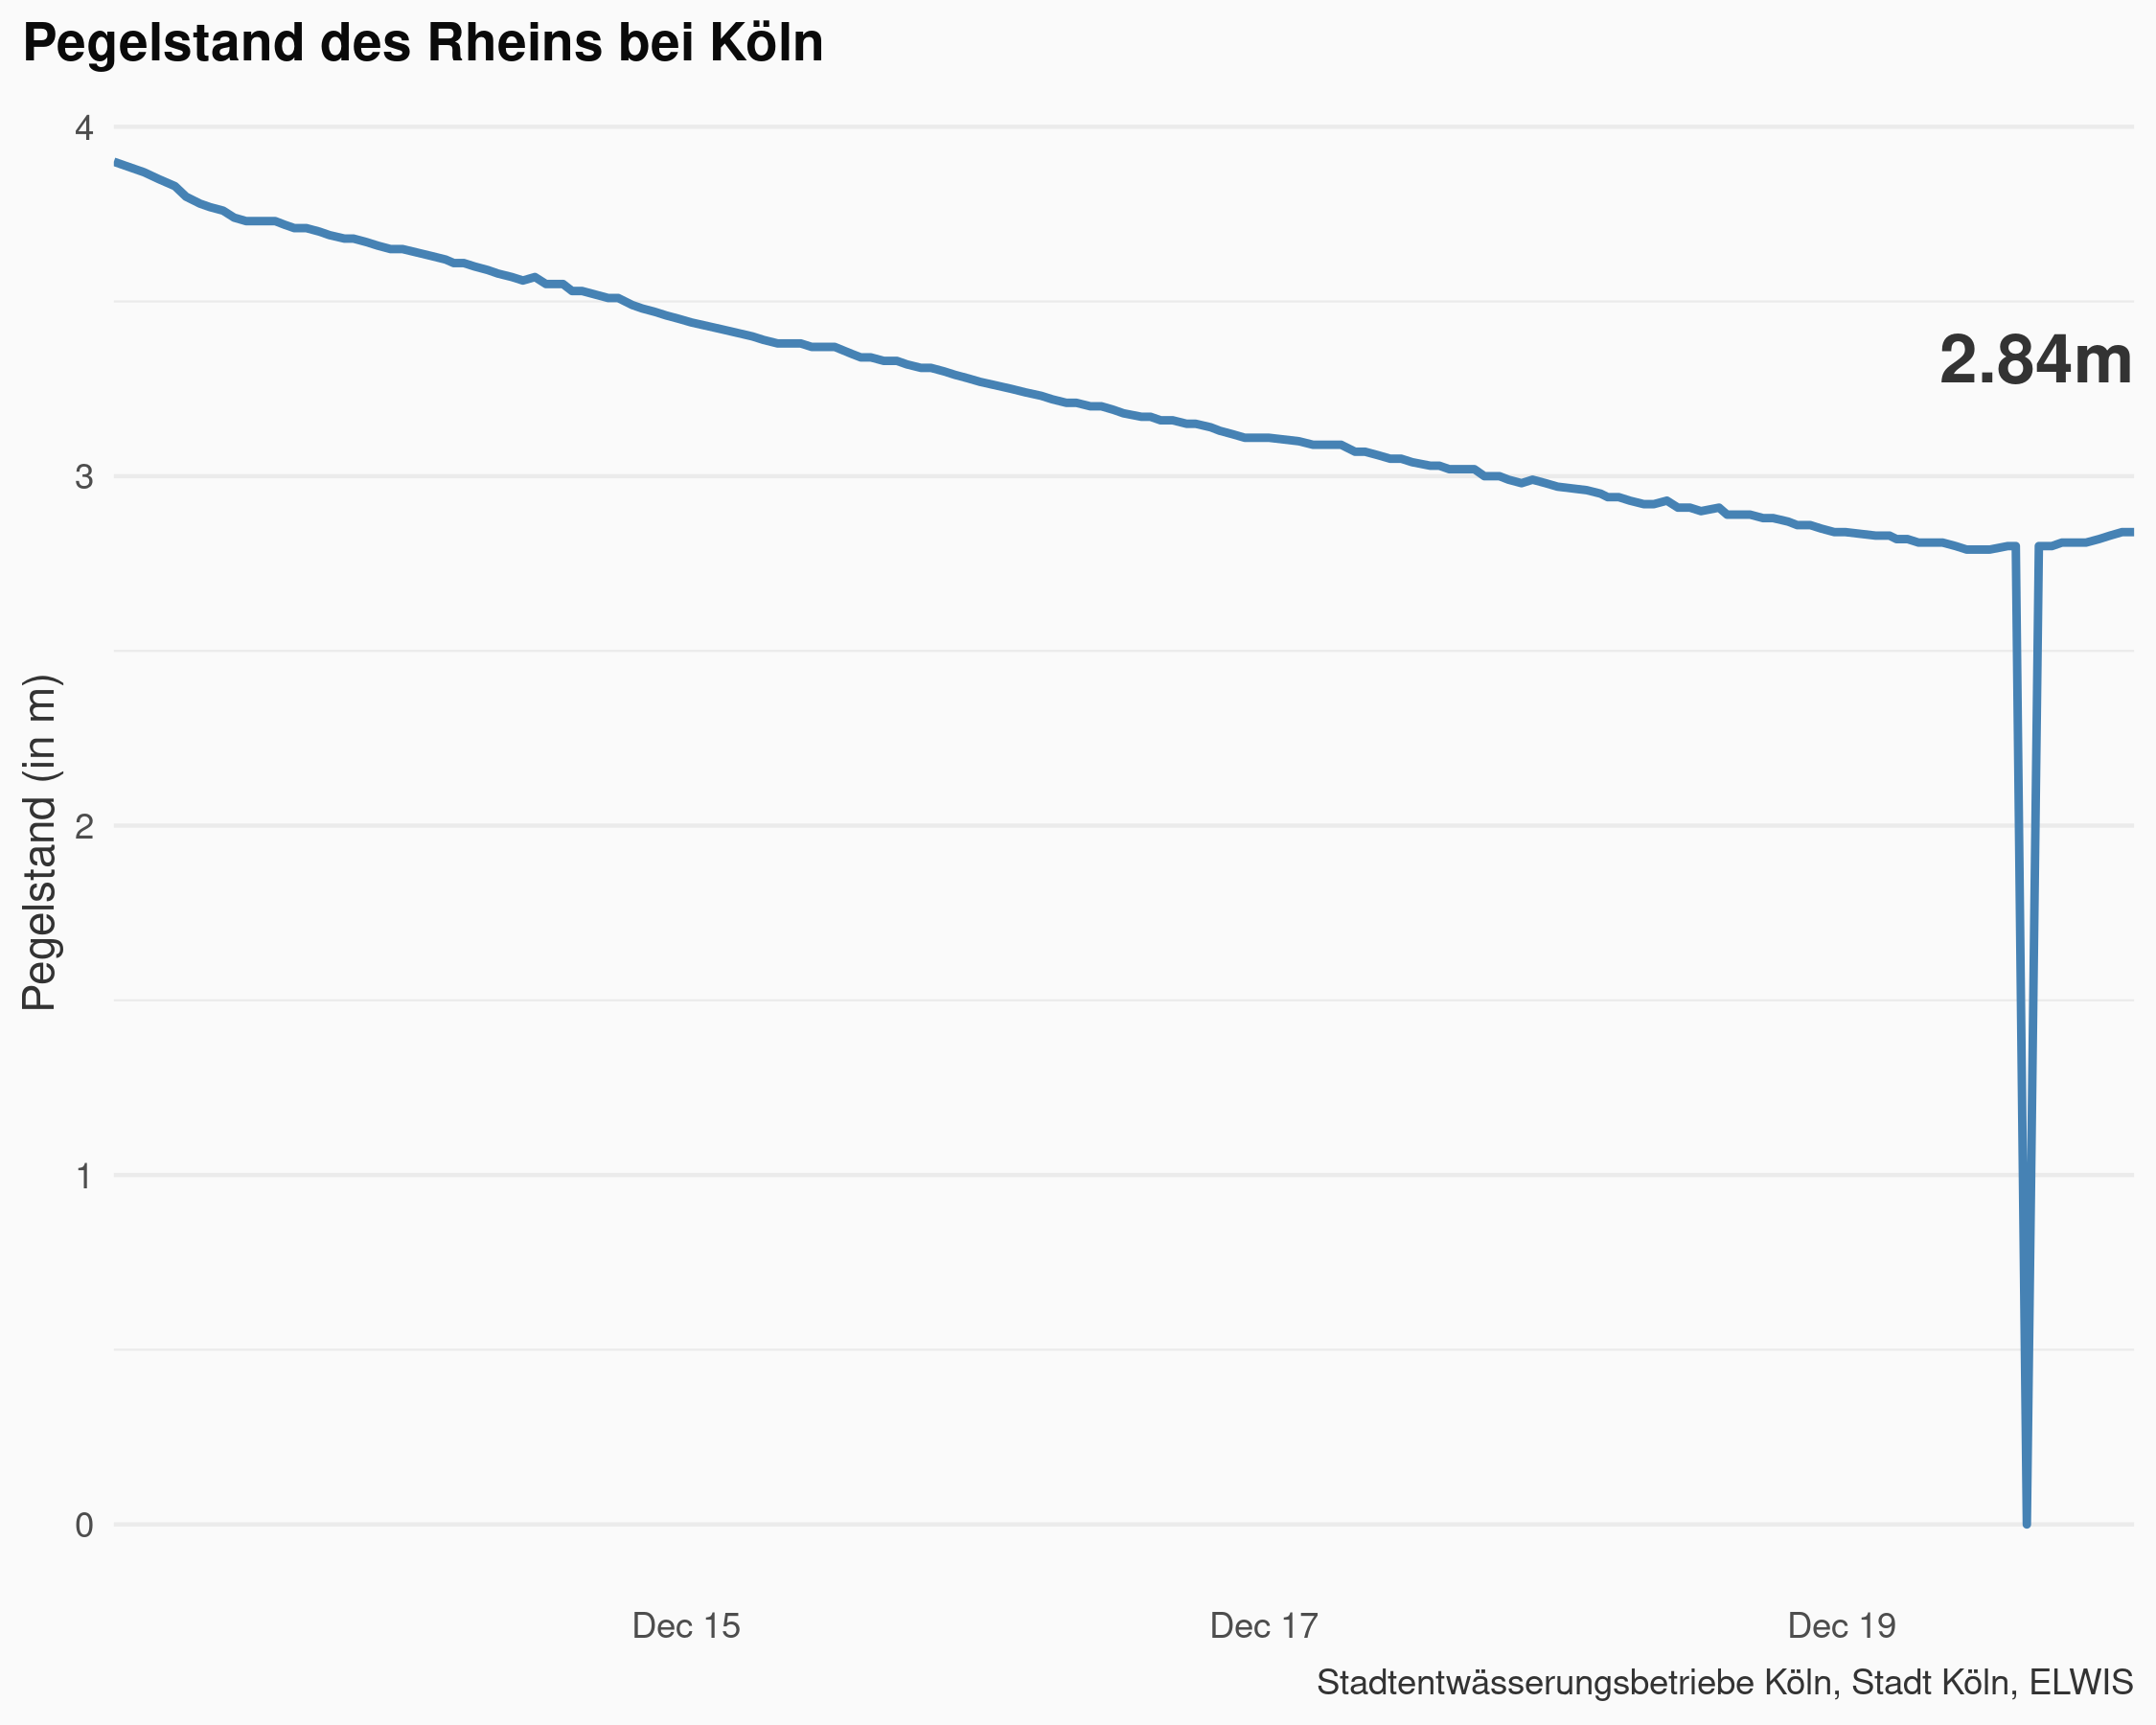 Pegelstand des Rheins bei Köln
4
2.84m
3
Pegelstand (in m)
2
1
0
Dec 15
Dec 17
Dec 19
Stadtentwässerungsbetriebe Köln, Stadt Köln, ELWIS